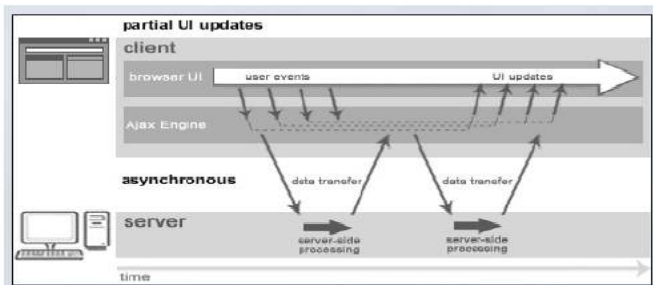 partial UI updates
client
browser UI
user events
UI updates
Ajax Engine
asynchronous
data transfer
data transfer
server
server-side
processing
server-side
processing
time